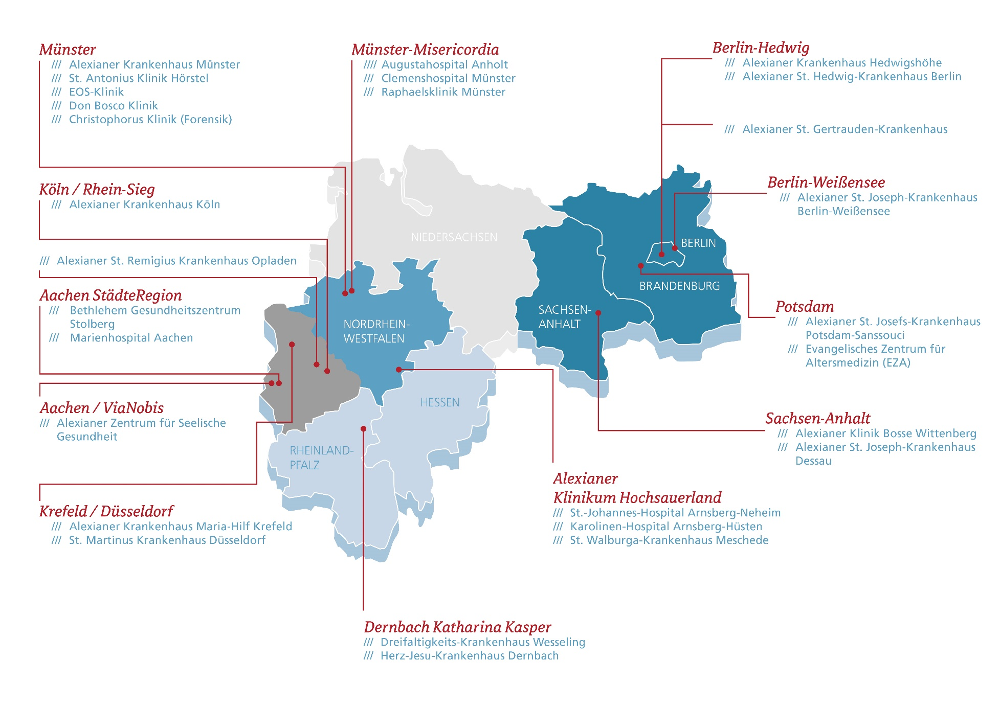 Münster
/// Alexianer Krankenhaus Münster
/// St. Antonius Klinik Hörstel
/// EOS-Klinik
/// Don Bosco Klinik
/// Christophorus Klinik (Forensik)
Münster-Misericordia
//// Augustahospital Anholt
/// Clemenshospital Münster
/// Raphaelsklinik Münster
Berlin-Hedwig
/// Alexianer Krankenhaus Hedwigshöhe
/// Alexianer St. Hedwig-Krankenhaus Berlin
/// Alexianer St. Gertrauden-Krankenhaus
Köln / Rhein-Sieg
/// Alexianer Krankenhaus Köln
Berlin-Weißensee
/// Alexianer St. Joseph-Krankenhaus
Berlin-Weißensee
/// Alexianer St. Remigius Krankenhaus Opladen
Aachen StädteRegion
/// Bethlehem Gesundheitszentrum
Stolberg
/// Marienhospital Aachen
NIEDERSACHSEN
BERLIN
BRANDENBURG
SACHSEN-
ANHALT
NORDRHEIN-
WESTFALEN
HESSEN
RHEINLAND-
PFALZ
Potsdam
/// Alexianer St. Josefs-Krankenhaus
Potsdam-Sanssouci
/// Evangelisches Zentrum für
Altersmedizin (EZA)
Aachen / ViaNobis
/// Alexianer Zentrum für Seelische
Gesundheit
Sachsen-Anhalt
/// Alexianer Klinik Bosse Wittenberg
/// Alexianer St. Joseph-Krankenhaus
Dessau
Krefeld / Düsseldorf
/// Alexianer Krankenhaus Maria-Hilf Krefeld
/// St. Martinus Krankenhaus Düsseldorf
Alexianer
Klinikum Hochsauerland
/// St.-Johannes-Hospital Arnsberg-Neheim
/// Karolinen-Hospital Arnsberg-Hüsten
/// St. Walburga-Krankenhaus Meschede
Dernbach Katharina Kasper
/// Dreifaltigkeits-Krankenhaus Wesseling
/// Herz-Jesu-Krankenhaus Dernbach